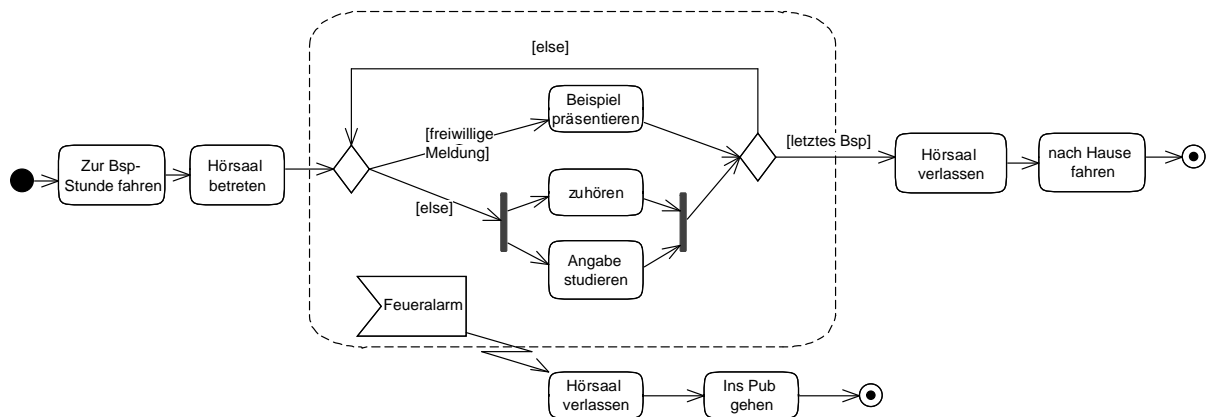 [else]
Beispiel
präsentieren
[freiwillige
Meldung]
[letztes Bsp]
Zur Bsp-
Stunde fahren
Hörsaal
betreten
Hörsaal
verlassen
nach Hause
fahren
[else]
zuhören
Angabe
studieren
Feueralarm
Hörsaal
verlassen
Ins Pub
gehen